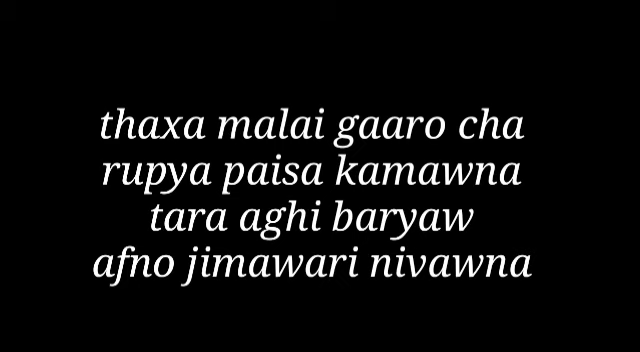 thaxa malai gaaro cha
rupya paisa kamawna
tara aghi baryaw
afno jimawari nivawna